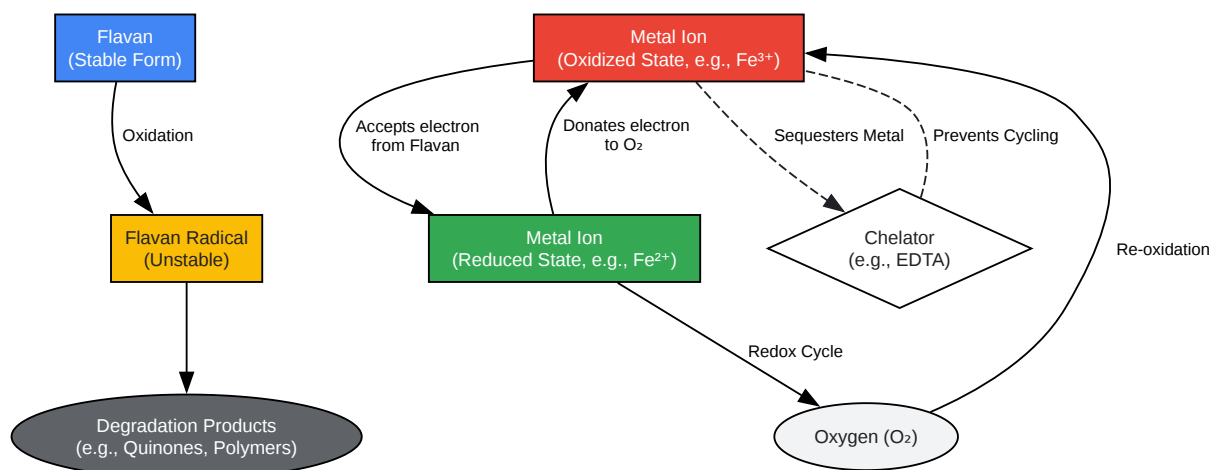 Flavan
(Stable Form)
Metal Ion
(Oxidized State, e.g., Fe³⁺)
Oxidation
Accepts electron
from Flavan
Donates electron
to O₂
Sequesters Metal
Prevents Cycling
Flavan Radical
(Unstable)
Metal Ion
(Reduced State, e.g., Fe²⁺)
Chelator
(e.g., EDTA)
Re-oxidation
Redox Cycle
Degradation Products
(e.g., Quinones, Polymers)
Oxygen (O₂)